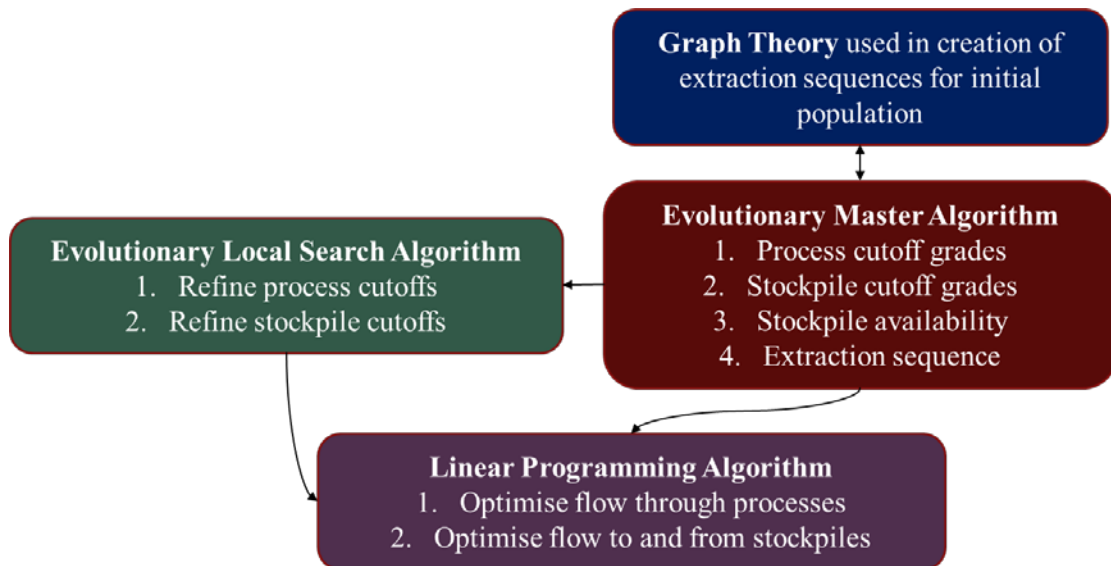 Graph Theory used in creation of
extraction sequences for initial
population
Evolutionary Master Algorithm
1. Process cutoff grades
2. Stockpile cutoff grades
3. Stockpile availability
4. Extraction sequence
Evolutionary Local Search Algorithm
1. Refine process cutoffs
2. Refine stockpile cutoffs
Linear Programming Algorithm
1. Optimise flow through processes
2. Optimise flow to and from stockpiles